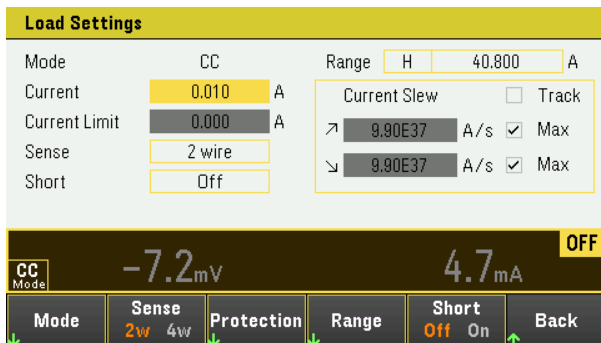 Load Settings
Mode CC Range H 40.800 A
Current 0.010 A Current Slew Track
Current Limit 0.000 A ↗ 9.90E37 A/s ✓ Max
Sense 2 wire ↘ 9.90E37 A/s ✓ Max
Short Off
OFF
CC Mode -7.2mV 4.7mA
Mode Sense Protection Range Short Back
2w 4w Off On